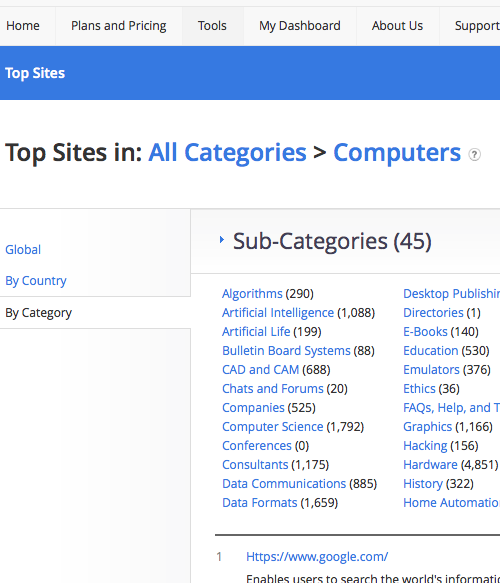 Home Plans and Pricing Tools My Dashboard About Us Support
Top Sites
Top Sites in: All Categories > Computers ?
Global
By Country
By Category
Sub-Categories (45)
Algorithms (290)
Artificial Intelligence (1,088)
Artificial Life (199)
Bulletin Board Systems (88)
CAD and CAM (688)
Chats and Forums (20)
Companies (525)
Computer Science (1,792)
Conferences (0)
Consultants (1,175)
Data Communications (885)
Data Formats (1,659)
Desktop Publishin
Directories (1)
E-Books (140)
Education (530)
Emulators (376)
Ethics (36)
FAQs, Help, and T
Graphics (1,166)
Hacking (156)
Hardware (4,851)
History (322)
Home Automatio
1 Https://www.google.com/
Enables users to search the world's informatio